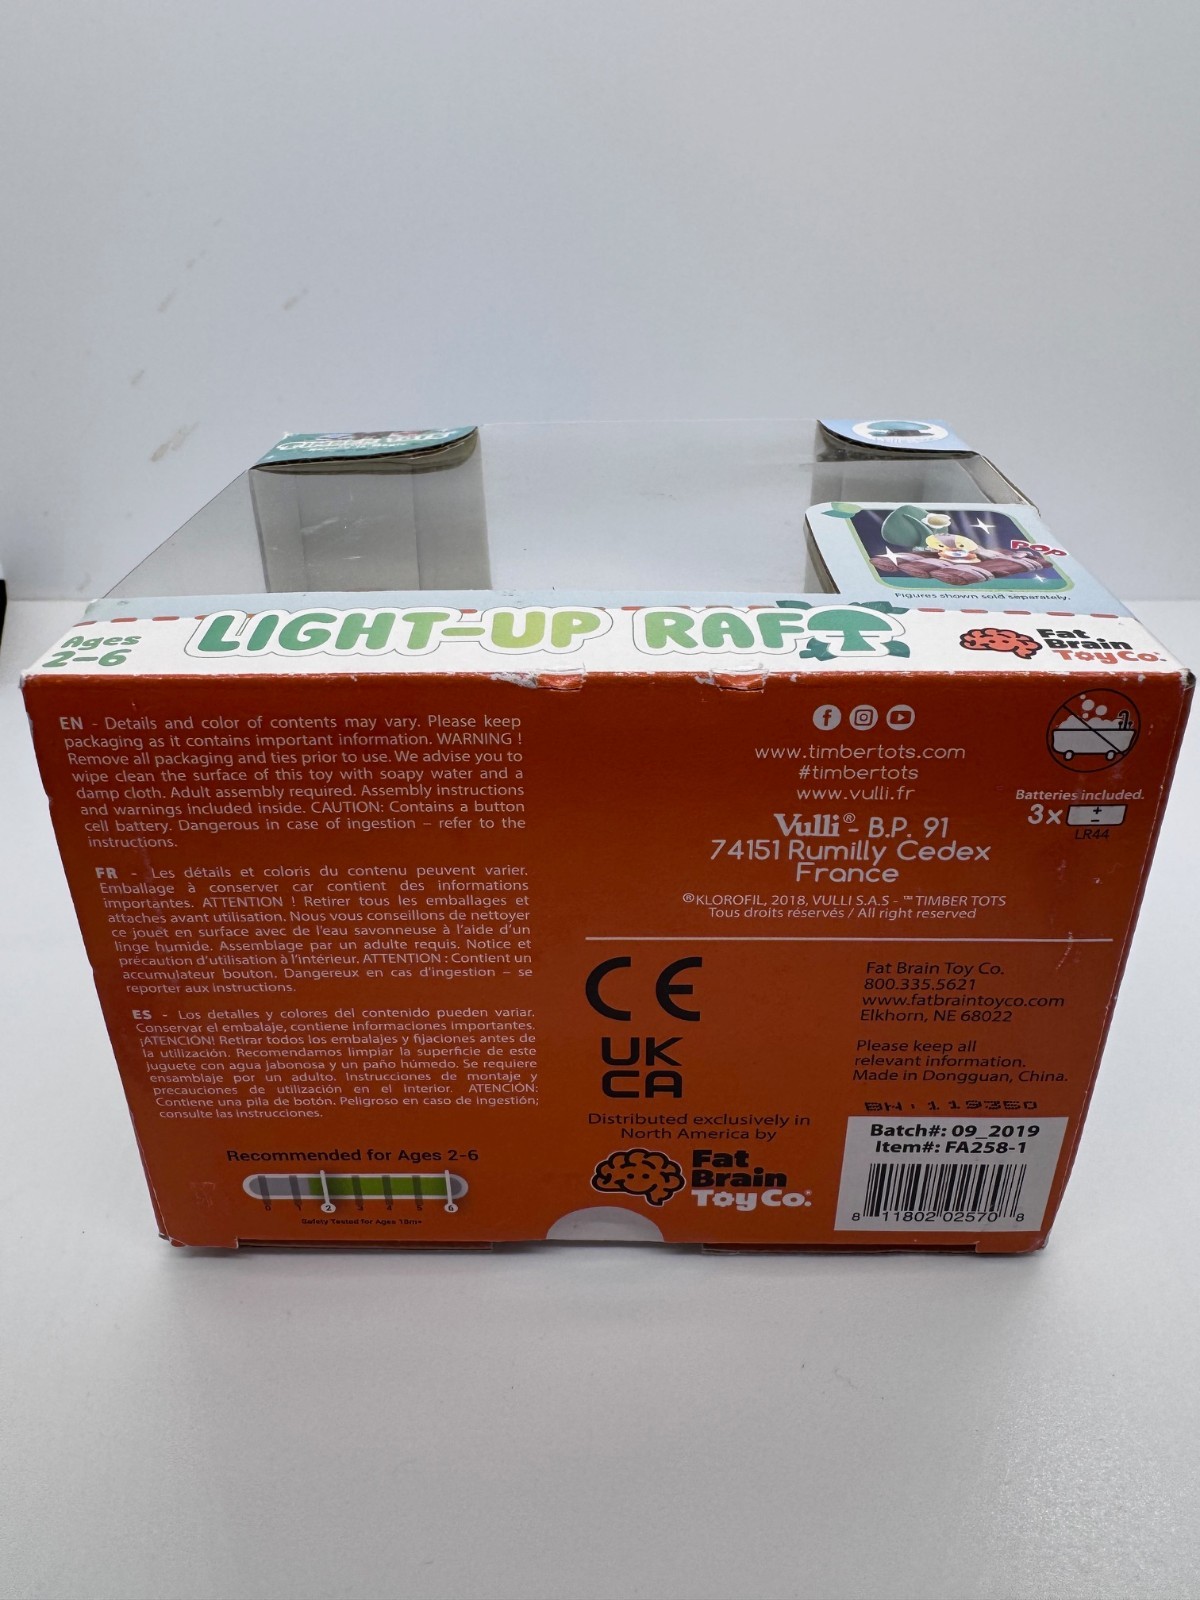 POP
Figures shown sold separately.
Ages
2-6
LIGHT-UP RAFT
Fat
Brain
Toy Co.
EN - Details and color of contents may vary. Please keep
packaging as it contains important information. WARNING !
Remove all packaging and ties prior to use. We advise you to
wipe clean the surface of this toy with soapy water and a
damp cloth. Adult assembly required. Assembly instructions
and warnings included inside. CAUTION: Contains a button
cell battery. Dangerous in case of ingestion – refer to the
instructions.
FR - Les détails et coloris du contenu peuvent varier.
Emballage à conserver car contient des informations
importantes. ATTENTION ! Retirer tous les emballages et
attaches avant utilisation. Nous vous conseillons de nettoyer
ce jouet en surface avec de l'eau savonneuse à l'aide d'un
linge humide. Assemblage par un adulte requis. Notice et
précaution d'utilisation à l'intérieur. ATTENTION : Contient un
accumulateur bouton. Dangereux en cas d'ingestion – se
reporter aux instructions.
ES - Los detalles y colores del contenido pueden variar.
Conservar el embalaje, contiene informaciones importantes.
¡ATENCIÓN! Retirar todos los embalajes y fijaciones antes de
la utilización. Recomendamos limpiar la superficie de este
juguete con agua jabonosa y un paño húmedo. Se requiere
ensamblaje por un adulto. Instrucciones de montaje y
precauciones de utilización en el interior. ATENCIÓN:
Contiene una pila de botón. Peligroso en caso de ingestión;
consulte las instrucciones.
Recommended for Ages 2-6
0 1 2 3 4 5 6
Safety Tested for Ages 18m+
www.timbertots.com
#timbertots
www.vulli.fr
Vulli® - B.P. 91
74151 Rumilly Cedex
France
®KLOROFIL, 2018, VULLI S.A.S - ™ TIMBER TOTS
Tous droits réservés / All right reserved
Batteries included.
3x + -
LR44
CE
UK
CA
Distributed exclusively in
North America by
Fat
Brain
Toy Co.
Fat Brain Toy Co.
800.335.5621
www.fatbraintoyco.com
Elkhorn, NE 68022
Please keep all
relevant information.
Made in Dongguan, China.
BN: 119350
Batch#: 09_2019
Item#: FA258-1
8 11802 02570 8